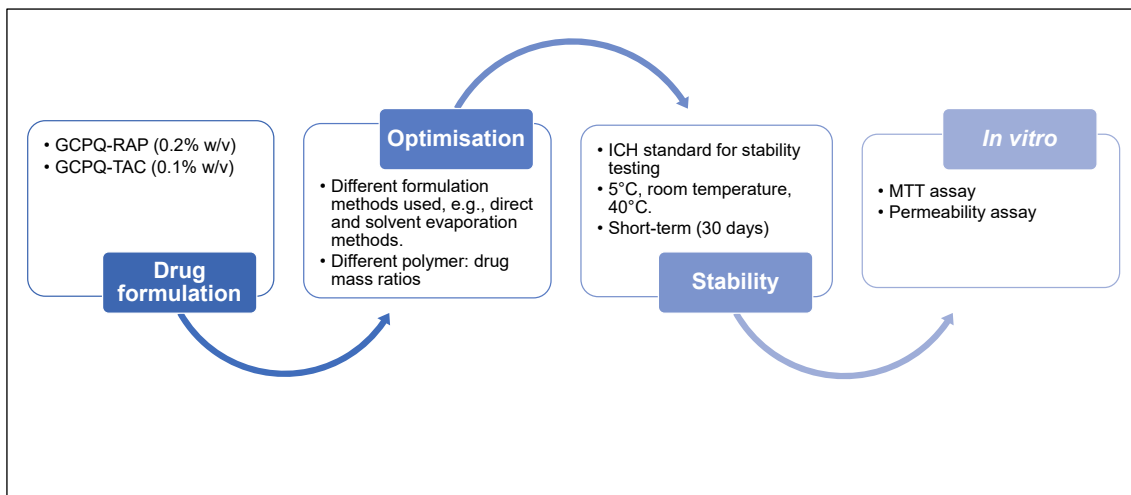 • GCPQ-RAP (0.2% w/v)
• GCPQ-TAC (0.1% w/v)
Drug
formulation
Optimisation
• Different formulation
methods used, e.g., direct
and solvent evaporation
methods.
• Different polymer: drug
mass ratios
• ICH standard for stability
testing
• 5°C, room temperature,
40°C.
• Short-term (30 days)
Stability
In vitro
• MTT assay
• Permeability assay